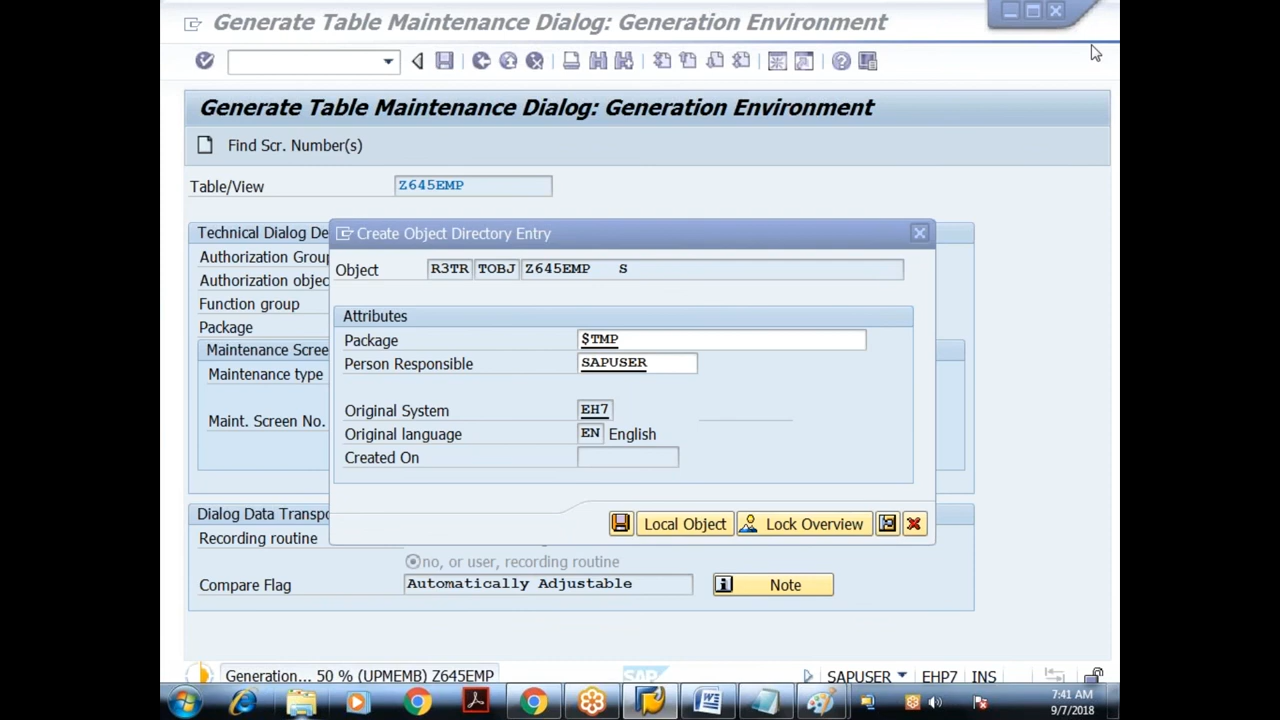 Generate Table Maintenance Dialog: Generation Environment
Generate Table Maintenance Dialog: Generation Environment
Find Scr. Number(s)
Table/View Z645EMP
Technical Dialog De
Create Object Directory Entry
Authorization Group
Object R3TR TOBJ Z645EMP S
Authorization objec
Function group
Attributes
Package
Package $TMP
Maintenance Scree
Person Responsible SAPUSER
Maintenance type
Maint. Screen No.
Original System EH7
Original language EN English
Created On
Dialog Data Transpo
Local Object Lock Overview
Recording routine
no, or user, recording routine
Compare Flag Automatically Adjustable Note
Generation... 50 % (UPMEMB) Z645EMP SAP SAPUSER EHP7 INS
7:41 AM
9/7/2018